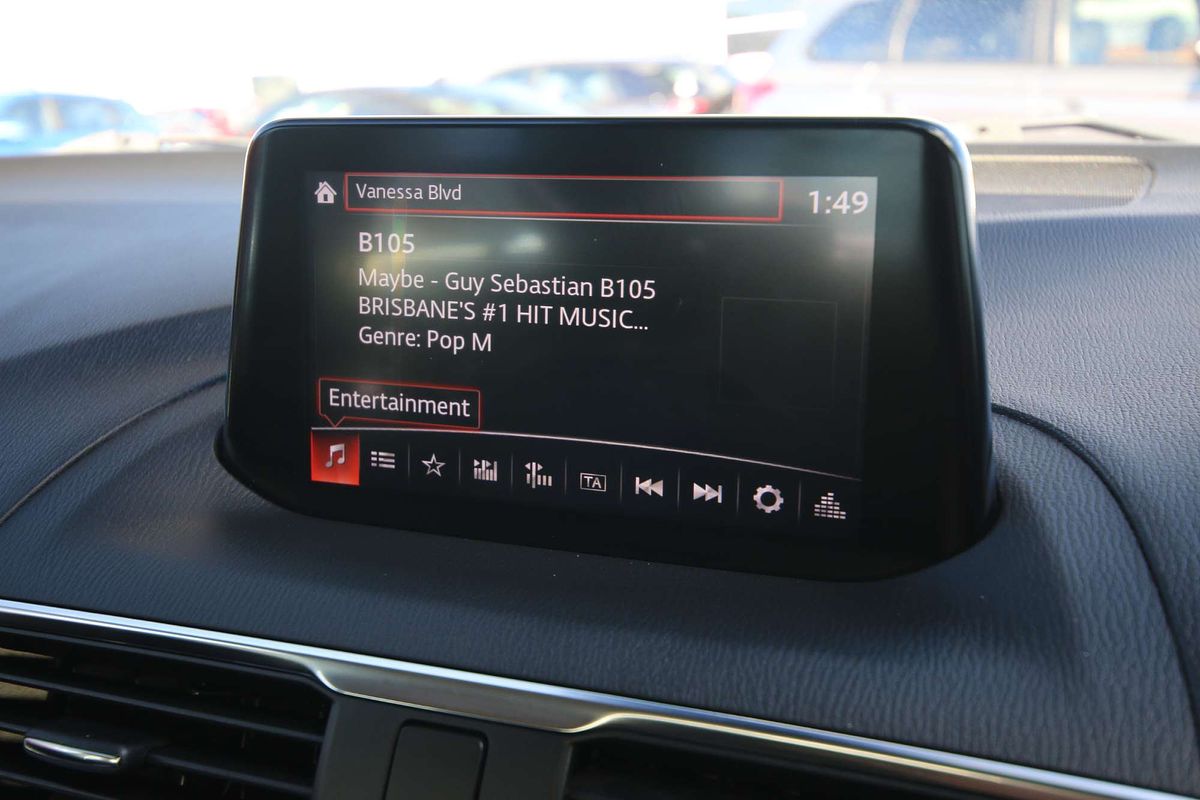 Vanessa Blvd
1:49
B105
Maybe - Guy Sebastian B105
BRISBANE'S #1 HIT MUSIC...
Genre: Pop M
Entertainment
TA